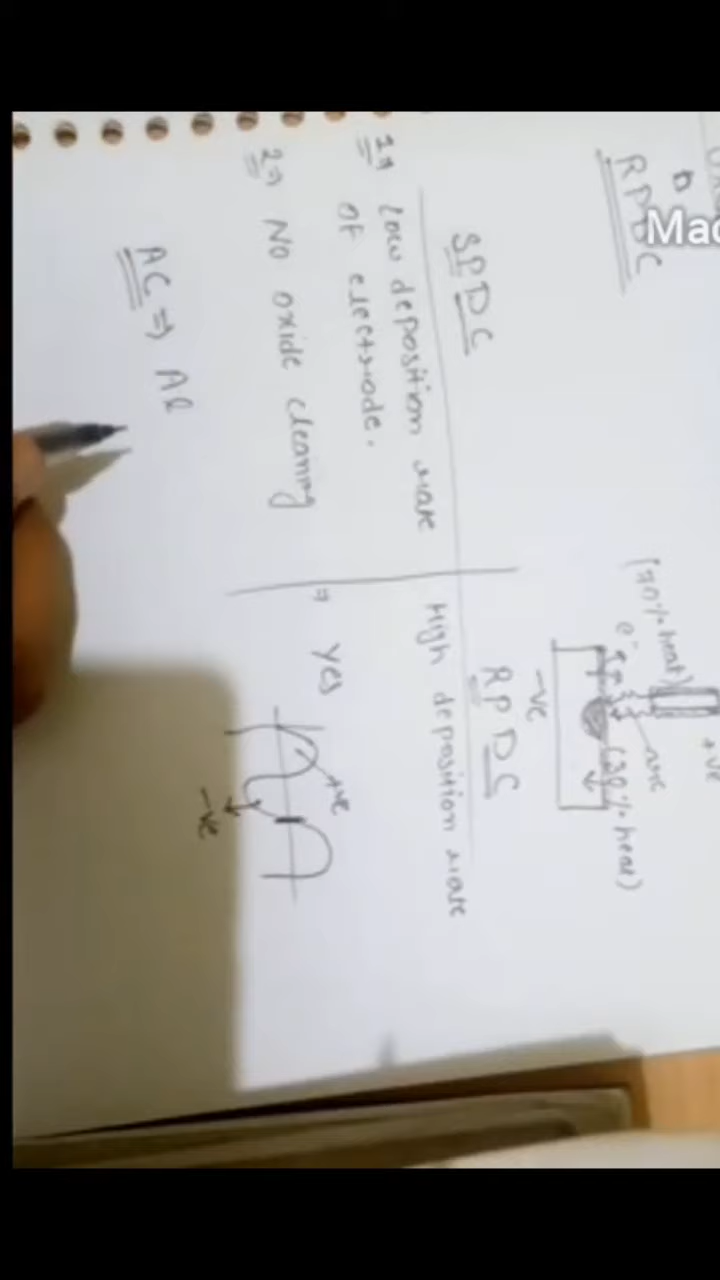 RPDC
Mac
[70% heat)
+ve
e-
(30% heat)
-ve
SPDC
RPDC
1⇒ Low deposition rate
of electrode.
High deposition rate
2⇒ No oxide cleaning
⇒ Yes
+ve
-ve
AC ⇒ Al